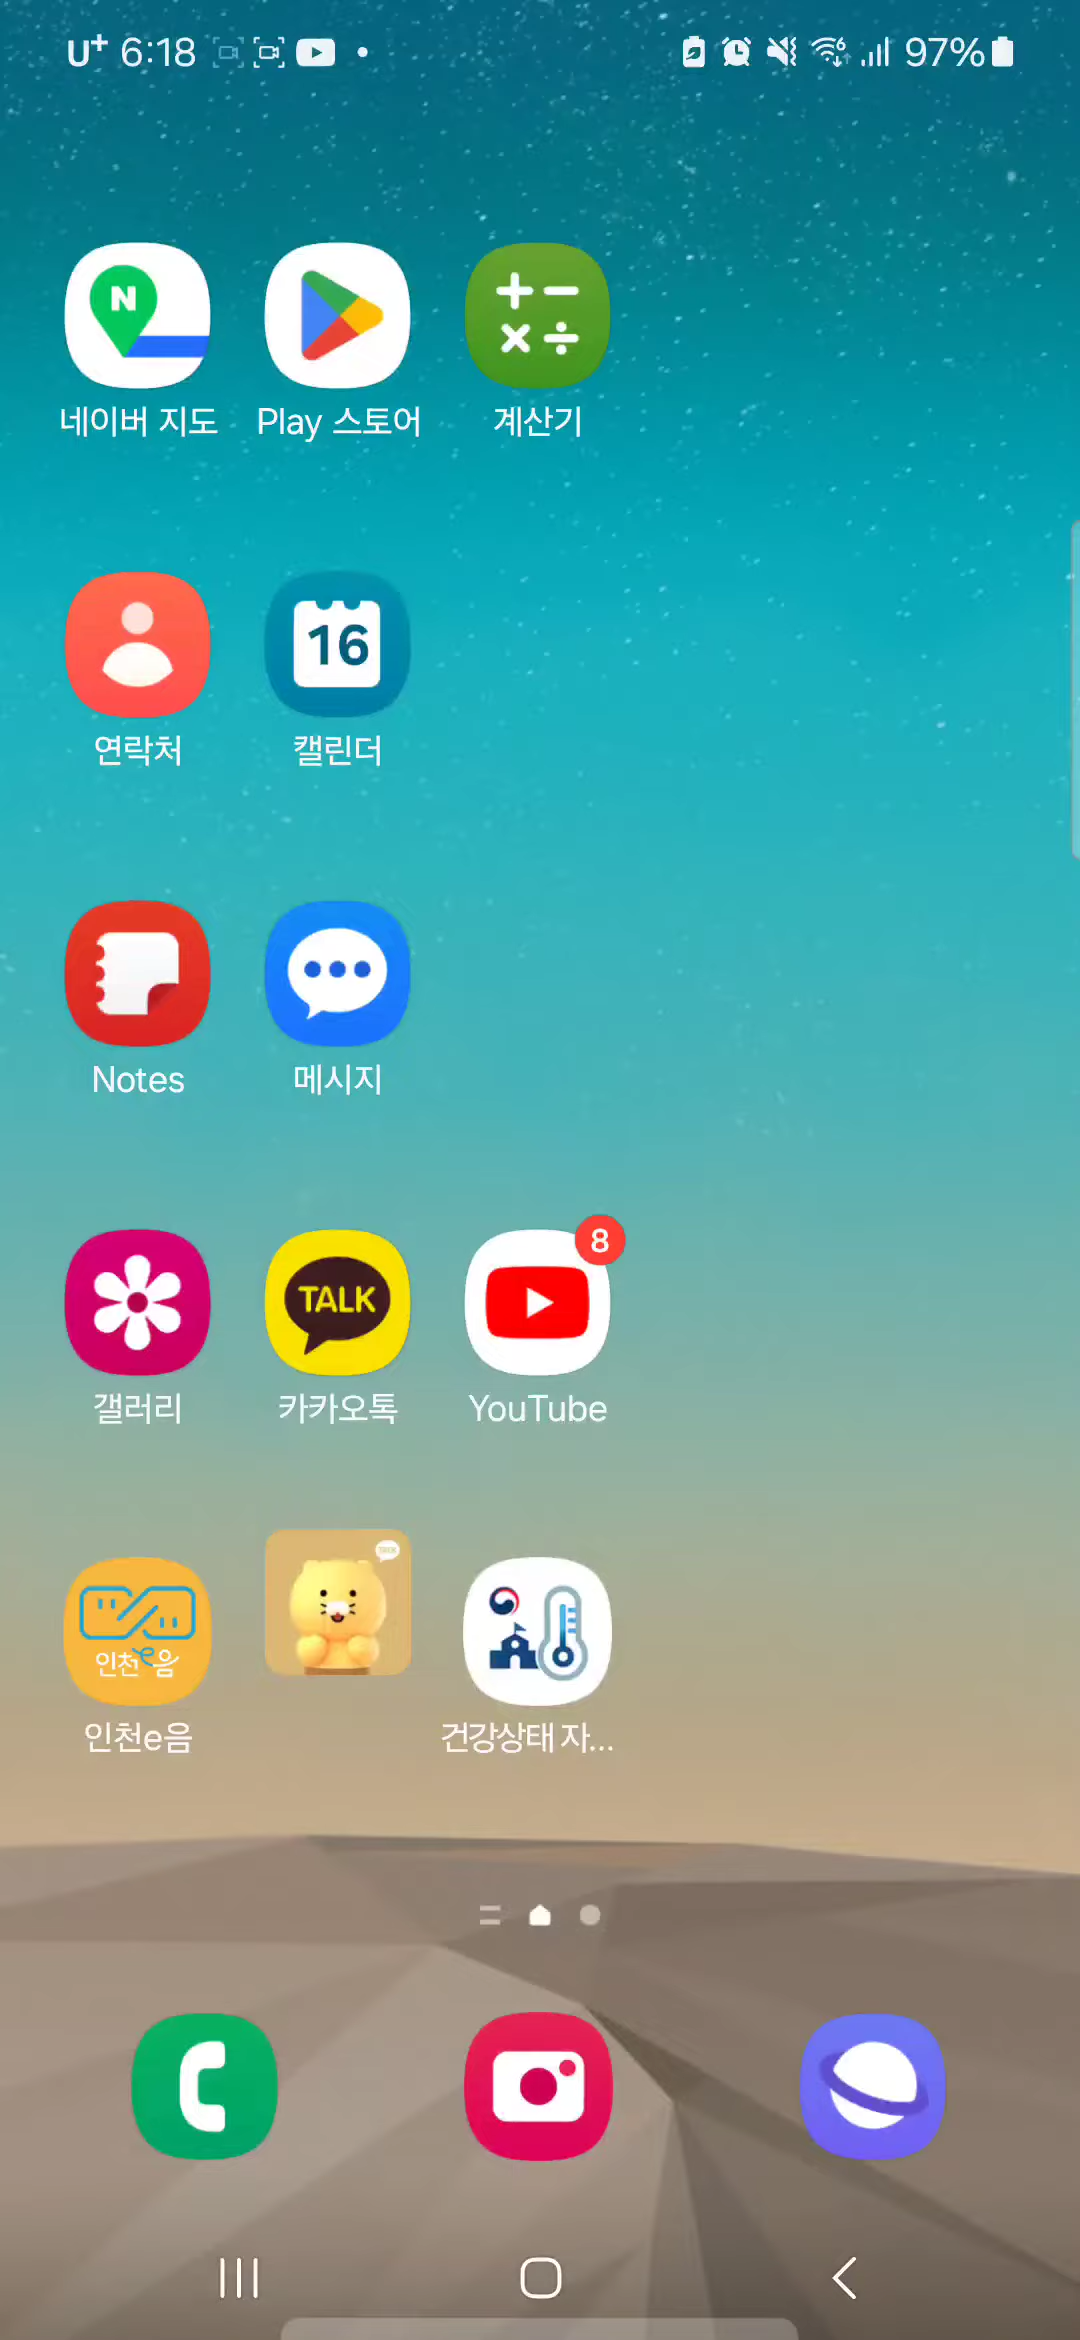 U+ 6:18 97%
N
네이버 지도 Play 스토어 계산기
16
연락처 캘린더
Notes 메시지
8
TALK
갤러리 카카오톡 YouTube
TALK
인천e음
인천e음 건강상태 자...